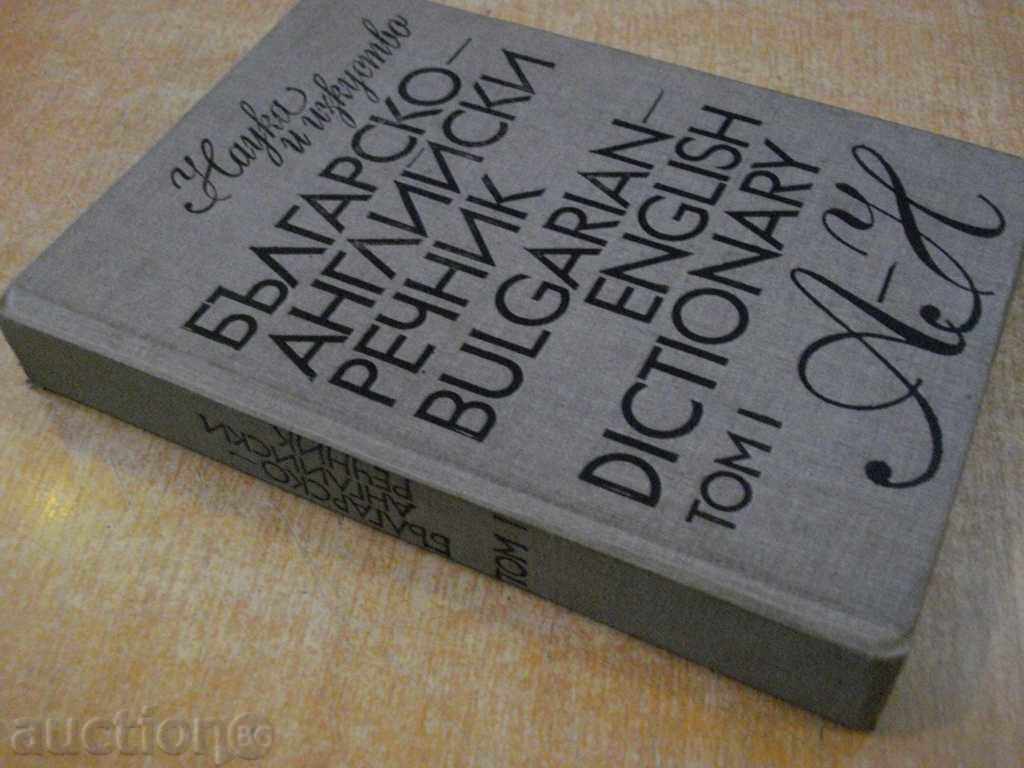 Наука
и изкуство
БЪЛГАРСКО–
АНГЛИЙСКИ
РЕЧНИК
BULGARIAN–
ENGLISH
DICTIONARY
ТОМ I
А–Н
БЪЛГАРСКО–
АНГЛИЙСКИ
РЕЧНИК
ТОМ I
auction BG